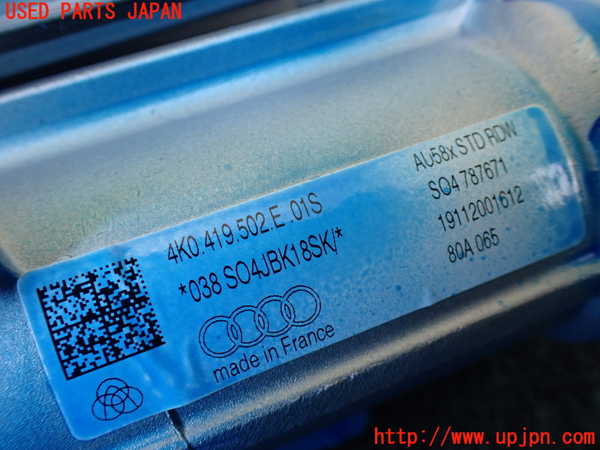 USED PARTS JAPAN
4K0.419.502.E .01S
*038 SO4JBK18SK/*
made in France
AU58x STD RDW
SO4 787671
19112001612
80A 065
http://www.upjpn.com/